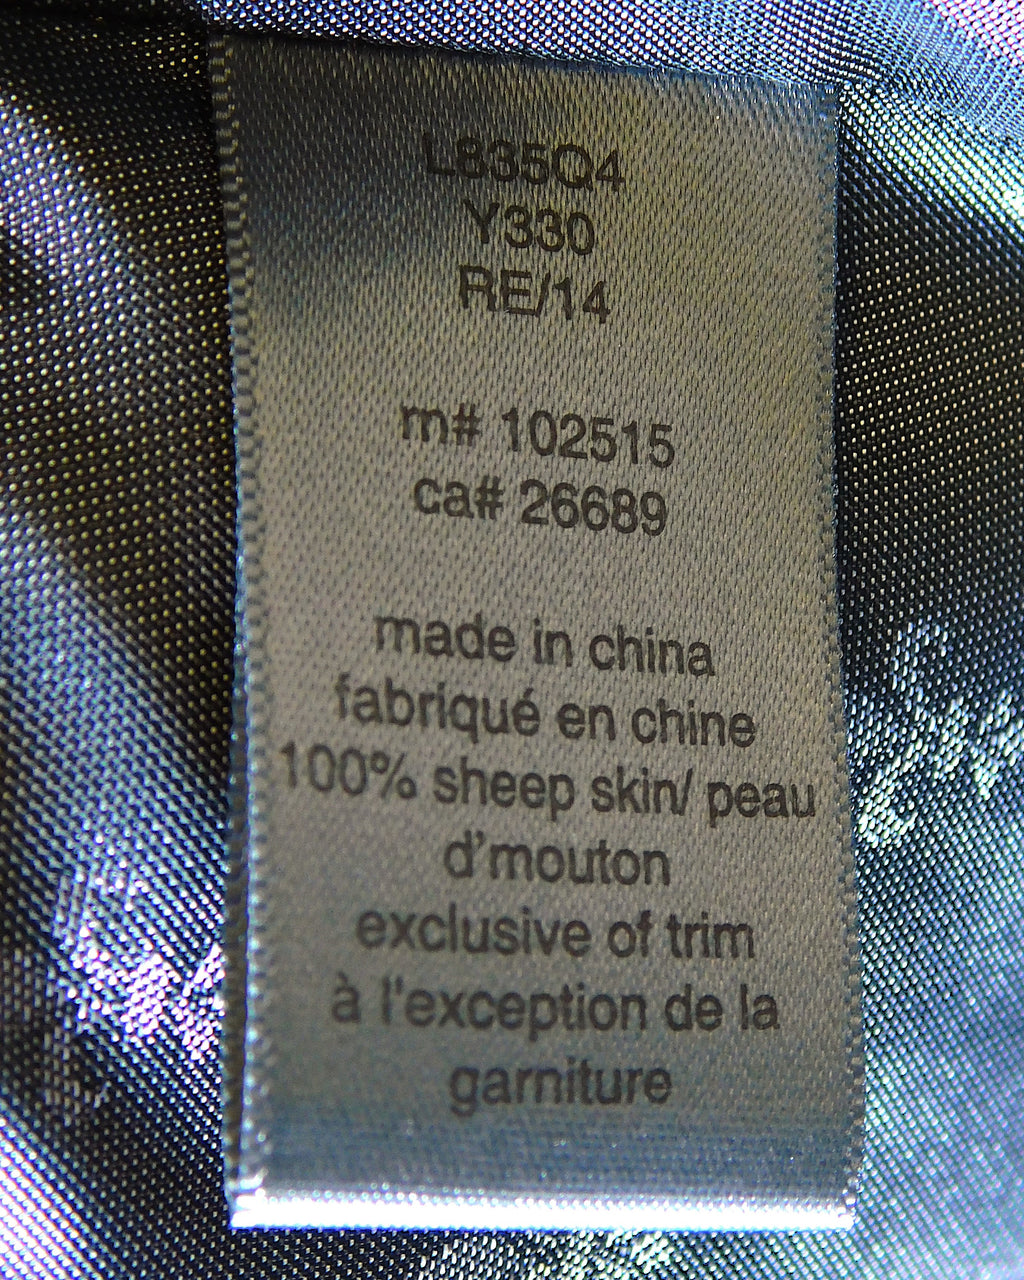 L835Q4
Y330
RE/14
rn# 102515
ca# 26689
made in china
fabriqué en chine
100% sheep skin/ peau
d'mouton
exclusive of trim
à l'exception de la
garniture